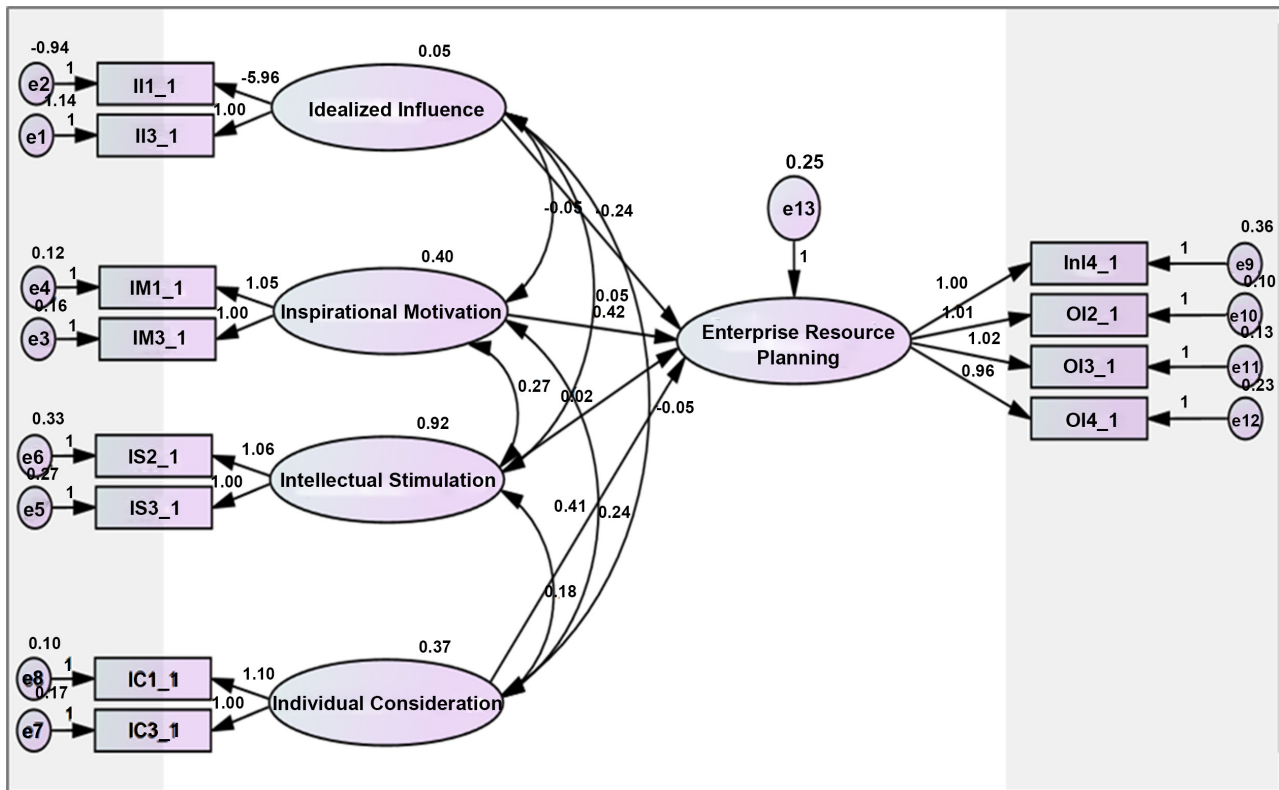 -0.94
0.05
e2
1
II1_1
-5.96
Idealized Influence
1.14
e1
1
II3_1
1.00
0.25
e13
1
-0.05
-0.24
0.12
0.40
e4
1
IM1_1
1.05
Inspirational Motivation
0.16
e3
1
IM3_1
1.00
0.05
0.42
Enterprise Resource
Planning
0.36
1.00
InI4_1
1
e9
0.10
1.01
OI2_1
1
e10
0.13
1.02
OI3_1
1
e11
0.23
0.96
OI4_1
1
e12
0.27
0.02
-0.05
0.33
0.92
e6
1
IS2_1
1.06
Intellectual Stimulation
0.27
e5
1
IS3_1
1.00
0.41
0.24
0.18
0.10
0.37
e8
1
IC1_1
1.10
Individual Consideration
0.17
e7
1
IC3_1
1.00